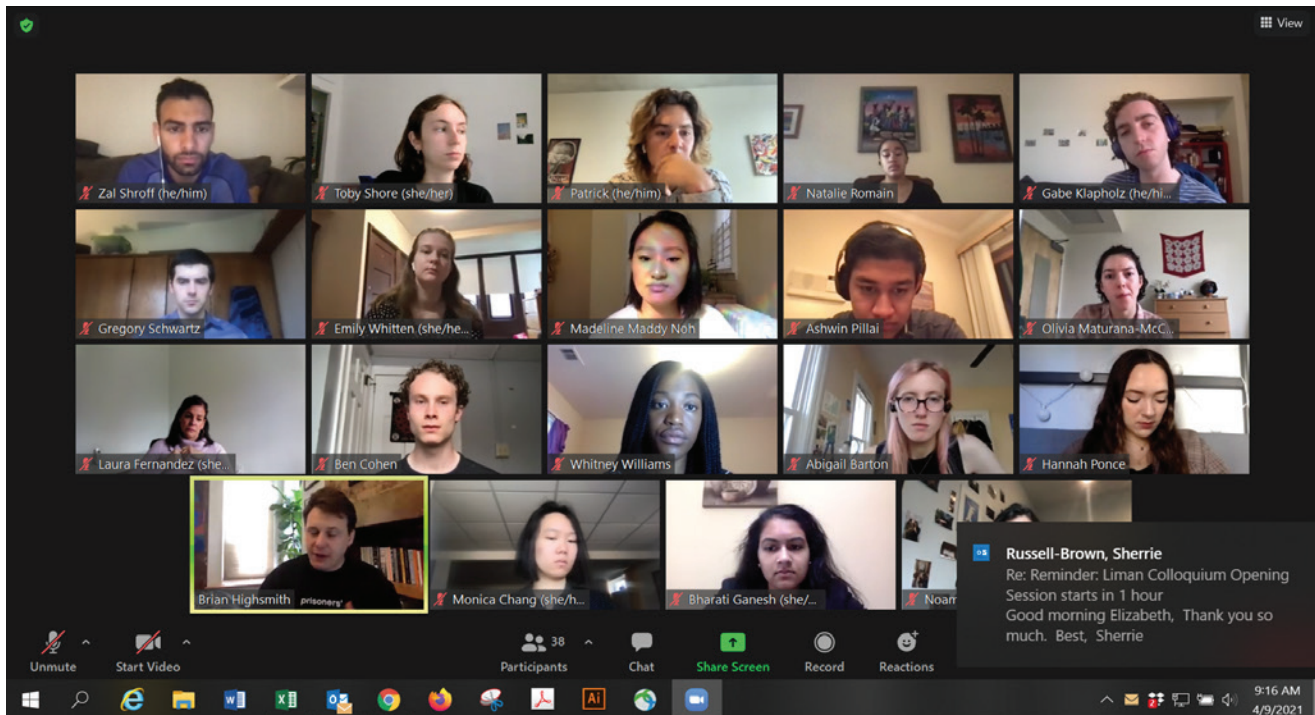 View
Zal Shroff (he/him)
Toby Shore (she/her)
Patrick (he/him)
Natalie Romain
Gabe Klapholz (he/hi...
Gregory Schwartz
Emily Whitten (she/he...
Madeline Maddy Noh
Ashwin Pillai
Olivia Maturana-McC...
Laura Fernandez (she...
Ben Cohen
Whitney Williams
Abigail Barton
Hannah Ponce
prisoners'
Brian Highsmith
Monica Chang (she/h...
Bharati Ganesh (she/...
Noam
Russell-Brown, Sherrie
Re: Reminder: Liman Colloquium Opening
Session starts in 1 hour
Good morning Elizabeth, Thank you so
much. Best, Sherrie
Unmute
Start Video
38
Participants
Chat
Share Screen
Record
Reactions
Ai
9:16 AM
4/9/2021